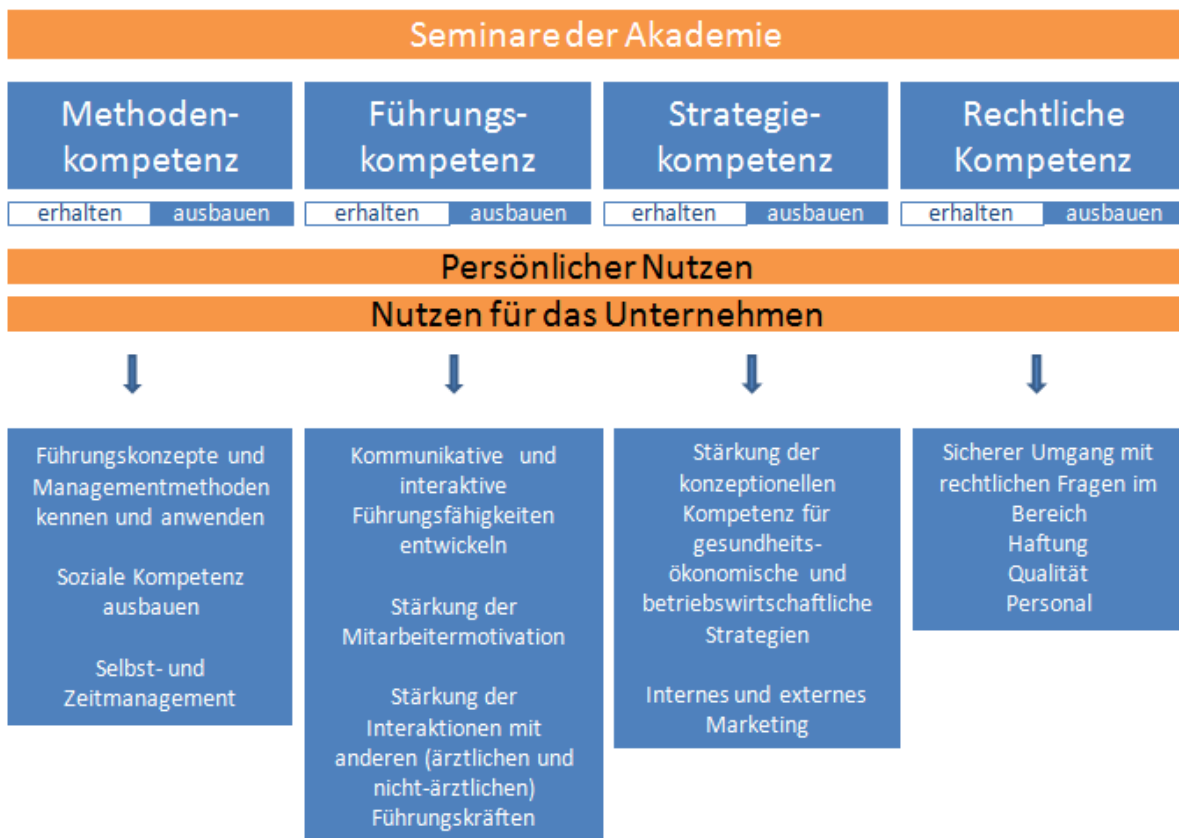 Seminare der Akademie
Methoden-
kompetenz
Führungs-
kompetenz
Strategie-
kompetenz
Rechtliche
Kompetenz
erhalten ausbauen
erhalten ausbauen
erhalten ausbauen
erhalten ausbauen
Persönlicher Nutzen
Nutzen für das Unternehmen
Führungskonzepte und
Managementmethoden
kennen und anwenden
Soziale Kompetenz
ausbauen
Selbst- und
Zeitmanagement
Kommunikative und
interaktive
Führungsfähigkeiten
entwickeln
Stärkung der
Mitarbeitermotivation
Stärkung der
Interaktionen mit
anderen (ärztlichen und
nicht-ärztlichen)
Führungskräften
Stärkung der
konzeptionellen
Kompetenz für
gesundheits-
ökonomische und
betriebswirtschaftliche
Strategien
Internes und externes
Marketing
Sicherer Umgang mit
rechtlichen Fragen im
Bereich
Haftung
Qualität
Personal